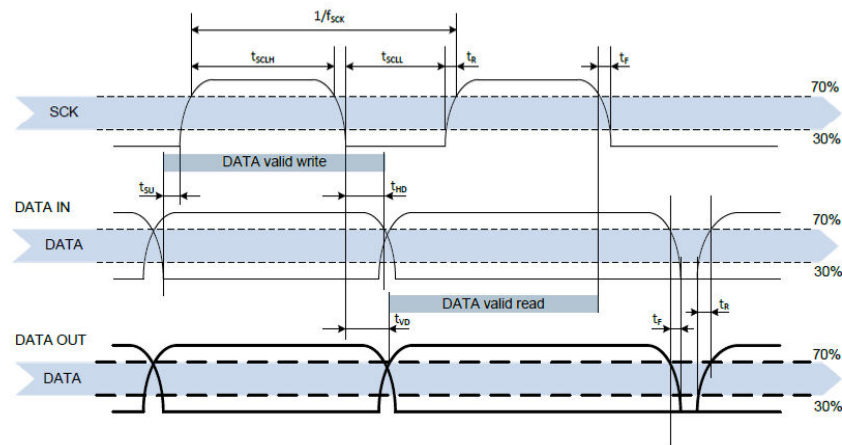 1/fSCK
tSCLH
tSCLL
tR
tF
70%
SCK
30%
DATA valid write
tSU
tHD
DATA IN
70%
DATA
30%
DATA valid read
tVD
tF
tR
DATA OUT
70%
DATA
30%